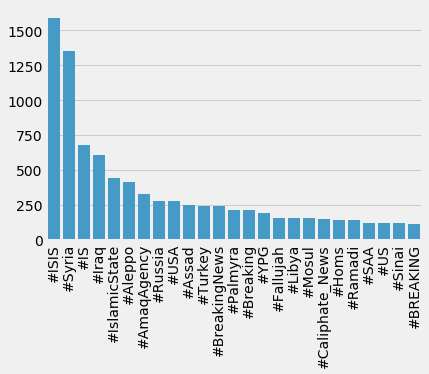 1500
1250
1000
750
500
250
0
#ISIS
#Syria
#IS
#Iraq
#IslamicState
#Aleppo
#AmaqAgency
#Russia
#USA
#Assad
#Turkey
#BreakingNews
#Palmyra
#Breaking
#YPG
#Fallujah
#Libya
#Mosul
#Caliphate_News
#Homs
#Ramadi
#SAA
#US
#Sinai
#BREAKING